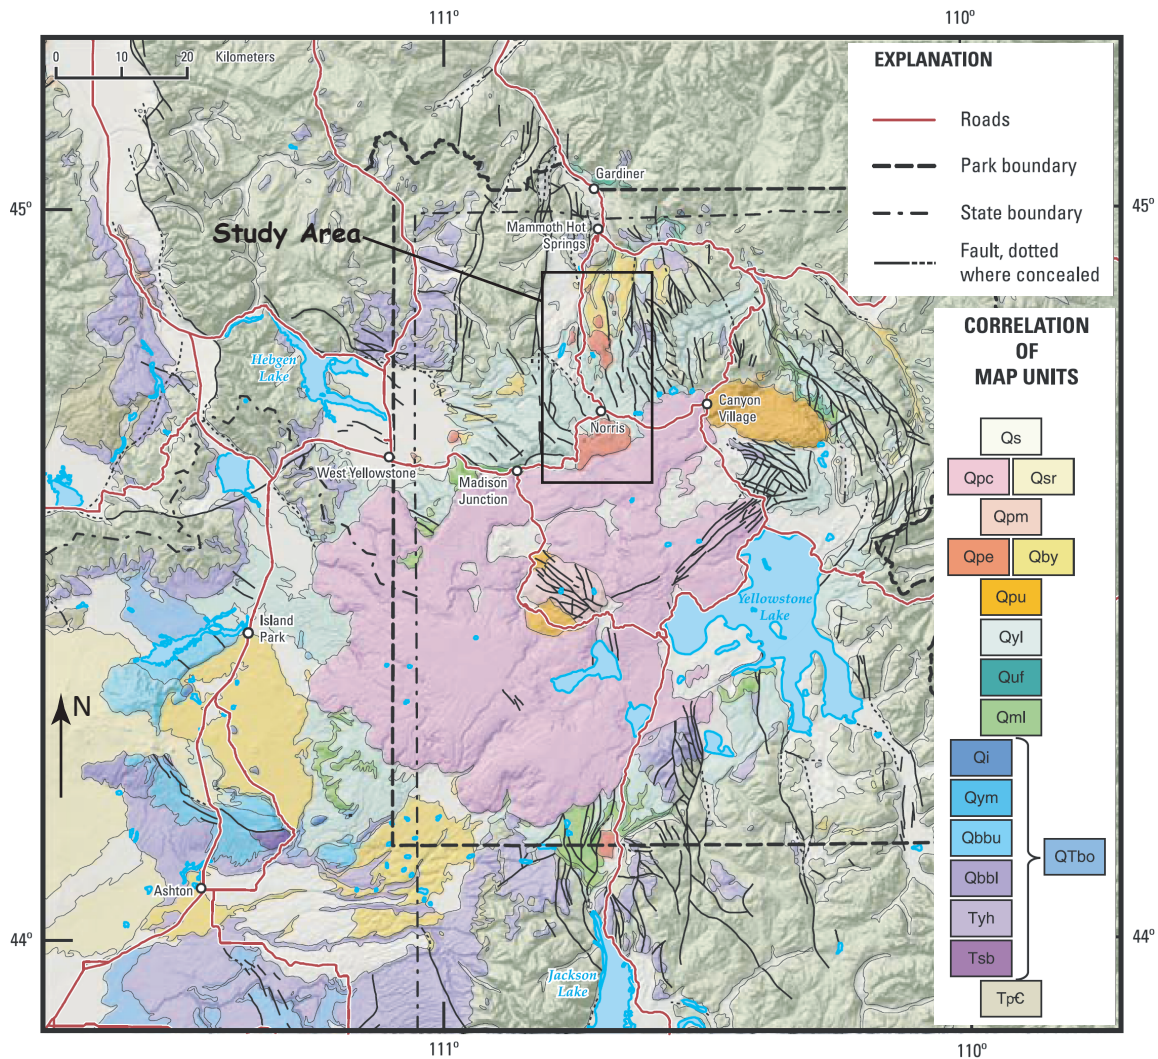 111°
110°
0
10
20
Kilometers
EXPLANATION
Roads
Park boundary
State boundary
Fault, dotted
where concealed
45°
45°
Gardiner
Mammoth Hot
Springs
Study Area
Hebgen
Lake
Canyon
Village
Norris
West Yellowstone
Madison
Junction
Yellowstone
Lake
Island
Park
N
Ashton
Jackson
Lake
CORRELATION
OF
MAP UNITS
Qs
Qpc
Qsr
Qpm
Qpe
Qby
Qpu
Qyl
Quf
Qml
Qi
Qym
Qbbu
QTbo
Qbbl
Tyh
Tsb
Tp€
44°
44°
111°
110°